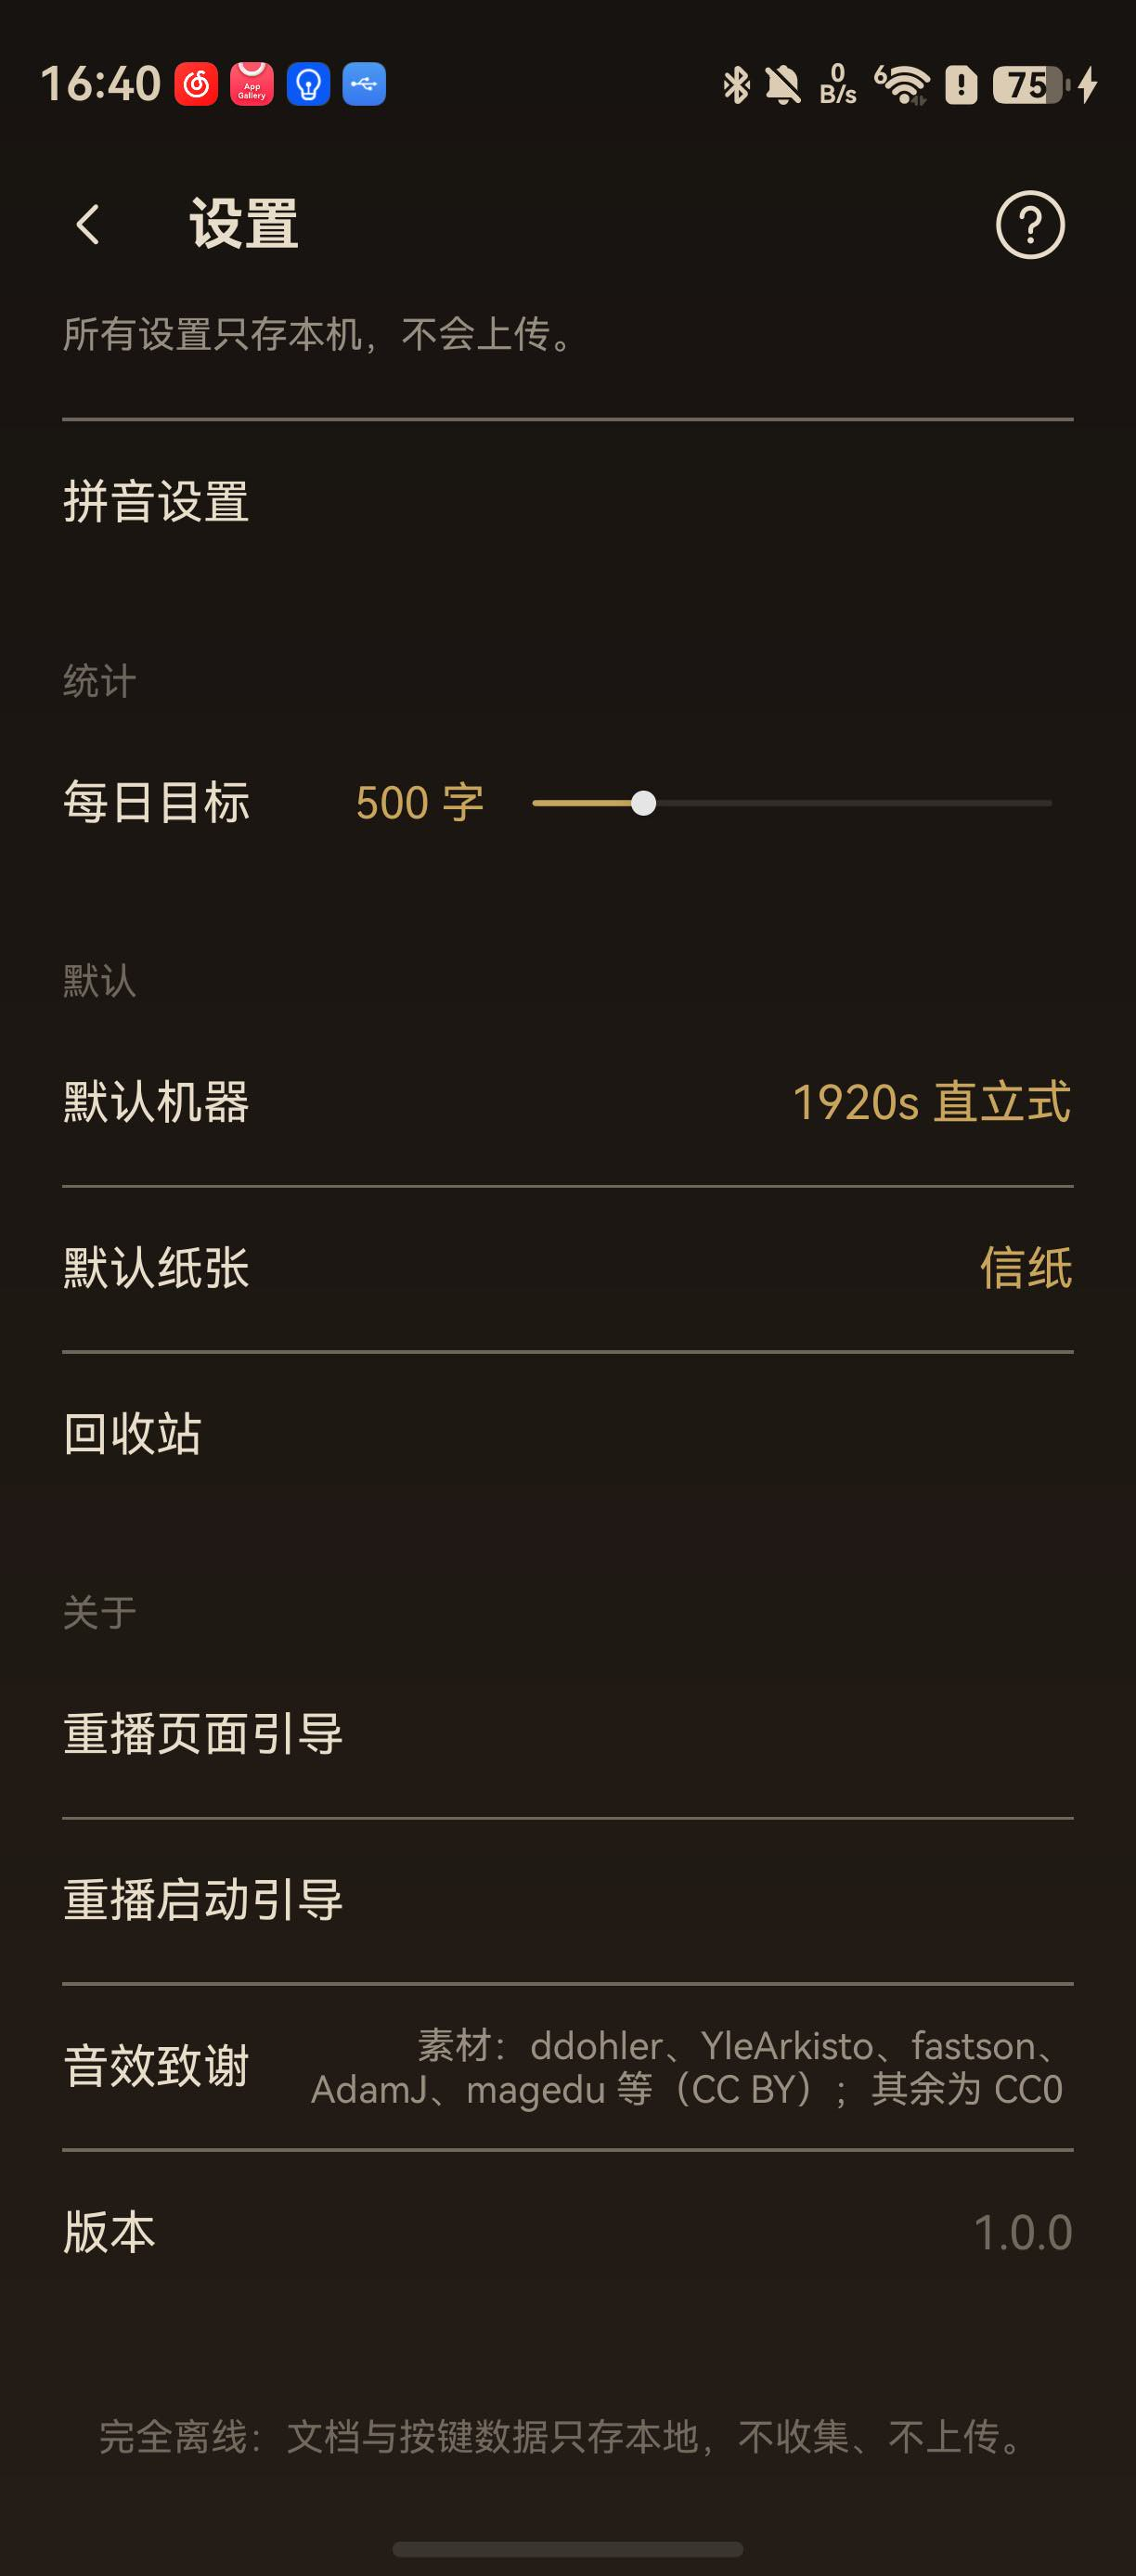 16:40
App
Gallery
0
B/s
6
75
设置
所有设置只存本机，不会上传。
拼音设置
统计
每日目标 500 字
默认
默认机器 1920s 直立式
默认纸张 信纸
回收站
关于
重播页面引导
重播启动引导
音效致谢 素材：ddohler、YleArkisto、fastson、
AdamJ、magedu 等（CC BY）；其余为 CC0
版本 1.0.0
完全离线：文档与按键数据只存本地，不收集、不上传。